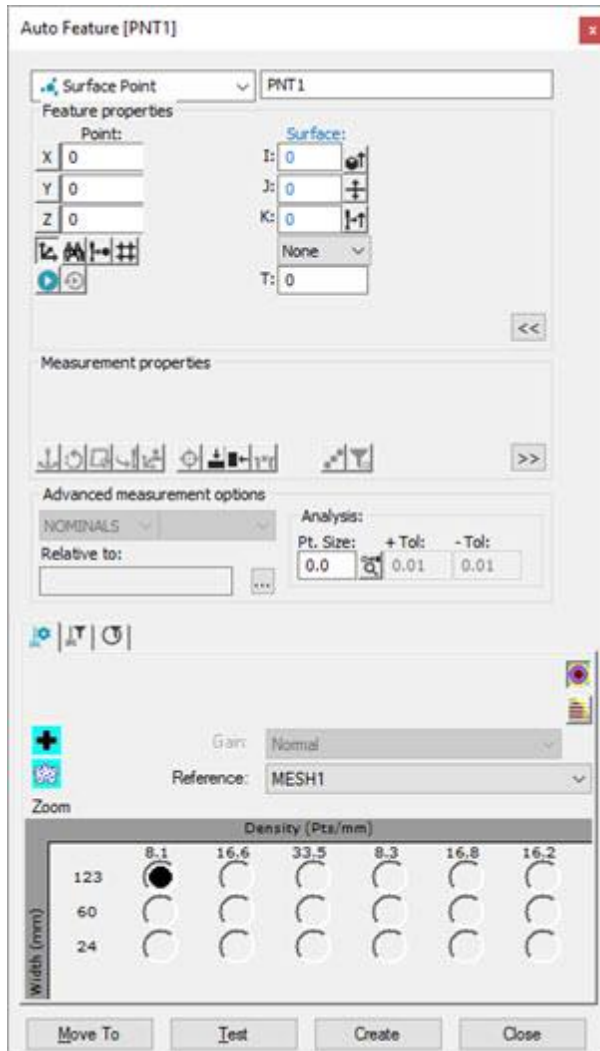 Auto Feature [PNT1]
x
Surface Point PNT1
Feature properties
Point: Surface:
X 0 I: 0
Y 0 J: 0
Z 0 K: 0
None
T: 0
<<
Measurement properties
>>
Advanced measurement options
NOMINALS
Analysis:
Pt. Size: + Tol: - Tol:
Relative to:
0.0 0.01 0.01
...
Gain: Normal
Reference: MESH1
Zoom
Density (Pts/mm)
8.1 16.6 33.5 8.3 16.8 16.2
123
60
24
Width (mm)
Move To Test Create Close